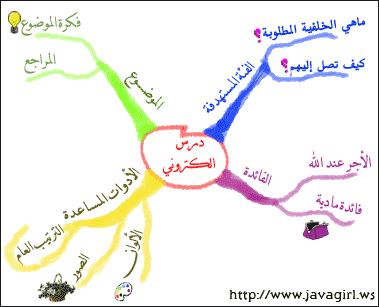 درس
الكتروني
الفئة المستهدفة
ماهي الخلفية المطلوبة؟
كيف تصل إليهم؟
الفائدة
الأجر عند الله
فائدة مادية
الأدوات المساعدة
الألوان
الصور
الترتيب العام
الموضوع
فكرة الموضوع
المراجع
http://www.javagirl.ws